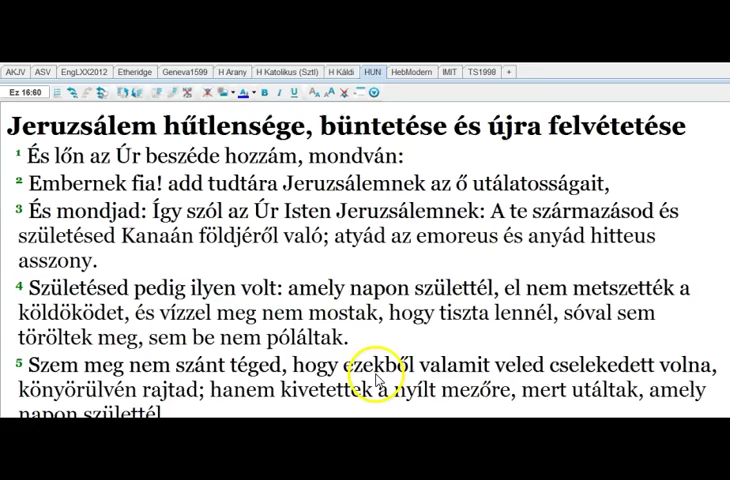 AKJV ASV EngLXX2012 Etheridge Geneva1599 H Arany H Katolikus (Sztl) H Káldi HUN HebModern IMIT TS1998 +
Ez 16:60
Jeruzsálem hűtlensége, büntetése és újra felvétetése
1 És lőn az Úr beszéde hozzám, mondván:
2 Embernek fia! add tudtára Jeruzsálemnek az ő utálatosságait,
3 És mondjad: Így szól az Úr Isten Jeruzsálemnek: A te származásod és
születésed Kanaán földjéről való; atyád az emoreus és anyád hitteus
asszony.
4 Születésed pedig ilyen volt: amely napon születtél, el nem metszették a
köldöködet, és vízzel meg nem mostak, hogy tiszta lennél, sóval sem
töröltek meg, sem be nem póláltak.
5 Szem meg nem szánt téged, hogy ezekből valamit veled cselekedett volna,
könyörülvén rajtad; hanem kivetettek a nyílt mezőre, mert utáltak, amely
napon születtél.